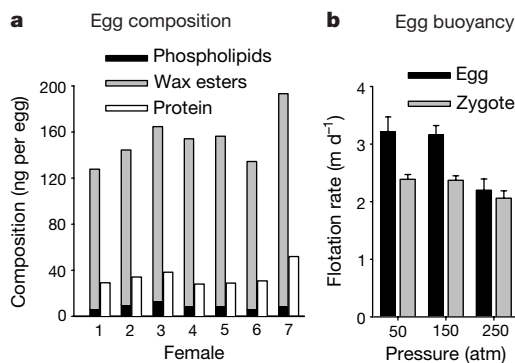 a Egg composition
Phospholipids
Wax esters
Protein
Composition (ng per egg)
200
160
120
80
40
0
1 2 3 4 5 6 7
Female
b Egg buoyancy
Egg
Zygote
Flotation rate (m d⁻¹)
4
3
2
1
0
50 150 250
Pressure (atm)